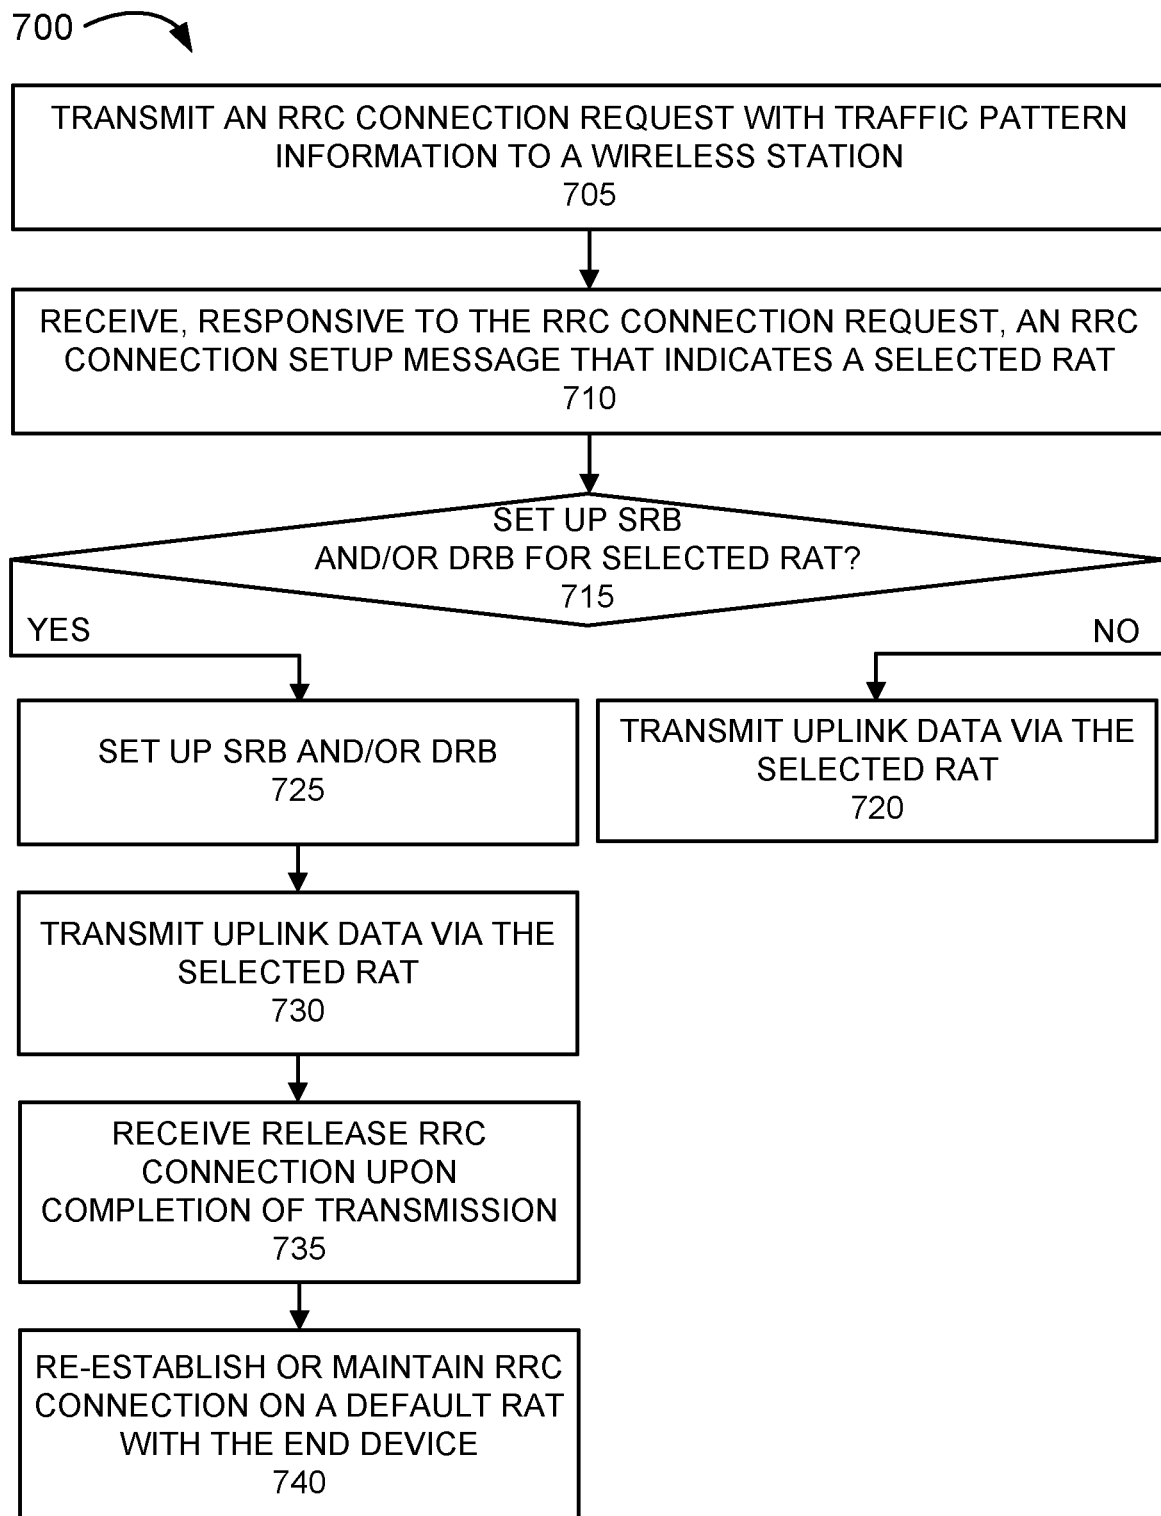 700
TRANSMIT AN RRC CONNECTION REQUEST WITH TRAFFIC PATTERN
INFORMATION TO A WIRELESS STATION
705
RECEIVE, RESPONSIVE TO THE RRC CONNECTION REQUEST, AN RRC
CONNECTION SETUP MESSAGE THAT INDICATES A SELECTED RAT
710
SET UP SRB
AND/OR DRB FOR SELECTED RAT?
715
YES
NO
SET UP SRB AND/OR DRB
725
TRANSMIT UPLINK DATA VIA THE
SELECTED RAT
720
TRANSMIT UPLINK DATA VIA THE
SELECTED RAT
730
RECEIVE RELEASE RRC
CONNECTION UPON
COMPLETION OF TRANSMISSION
735
RE-ESTABLISH OR MAINTAIN RRC
CONNECTION ON A DEFAULT RAT
WITH THE END DEVICE
740